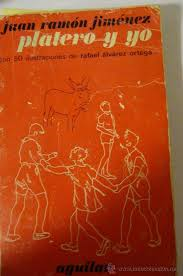 juan ramón jiménez
platero y yo
con 50 ilustraciones de rafael álvarez ortega
aguilar